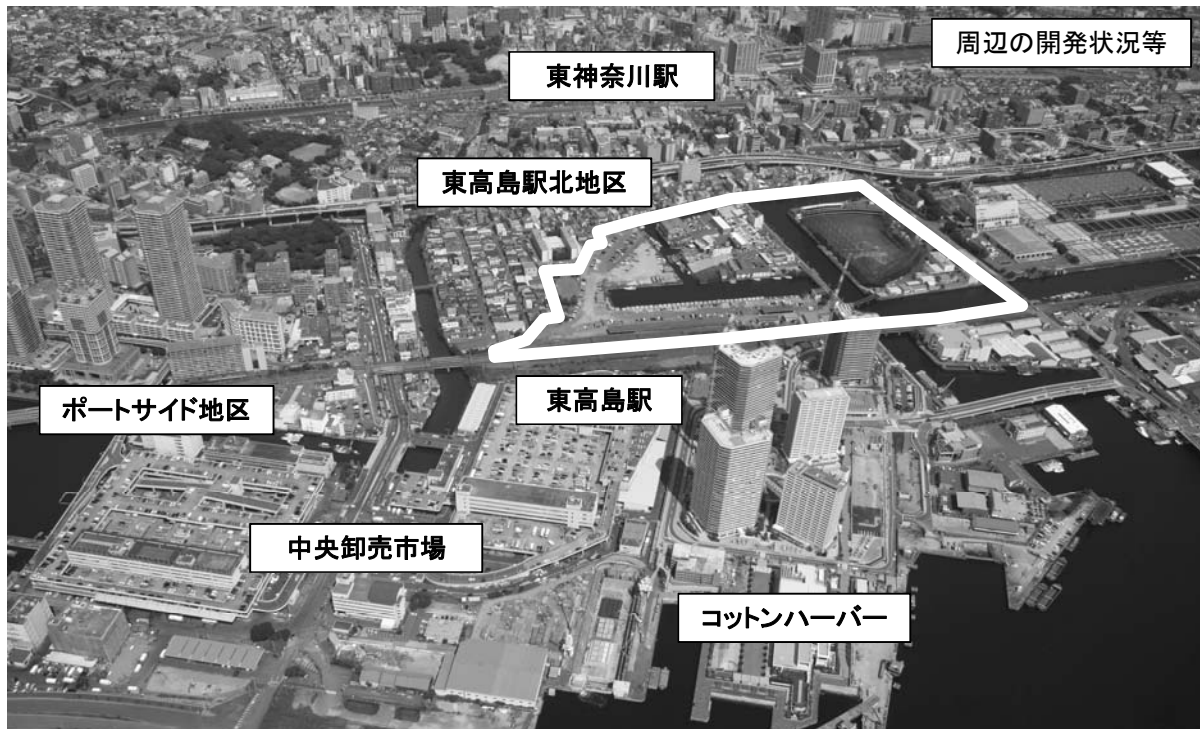 周辺の開発状況等
東神奈川駅
東高島駅北地区
ポートサイド地区
東高島駅
中央卸売市場
コットンハーバー